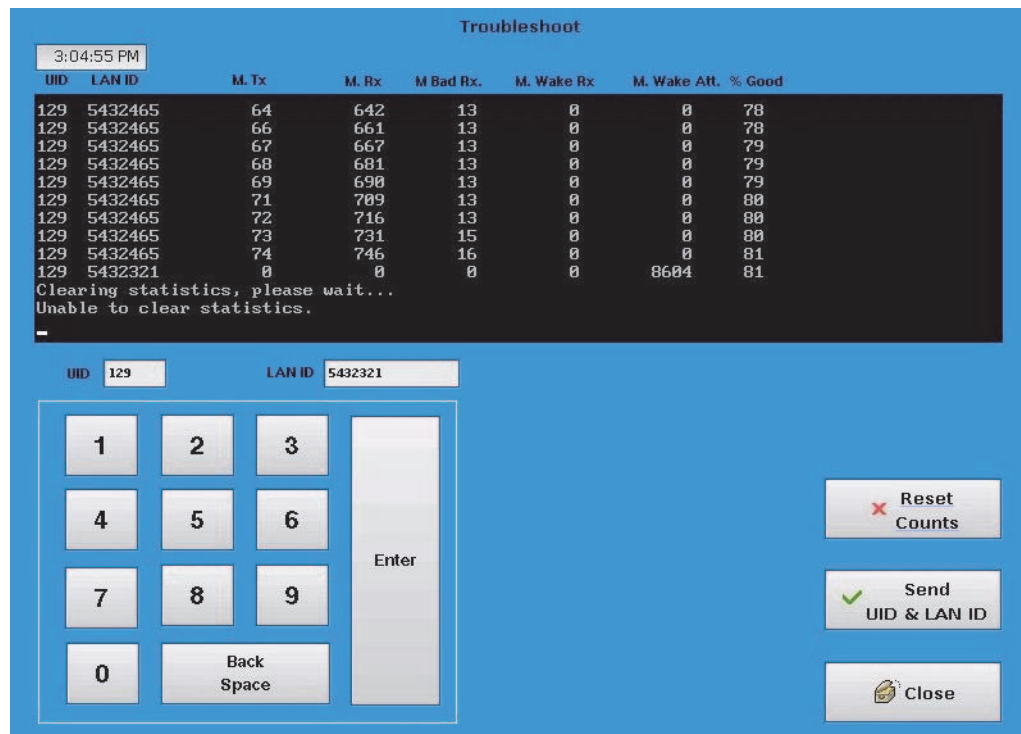 Troubleshoot
3:04:55 PM
UID LAN ID M. Tx M. Rx M Bad Rx. M. Wake Rx M. Wake Att. % Good
129 5432465 64 642 13 0 0 78
129 5432465 66 661 13 0 0 78
129 5432465 67 667 13 0 0 79
129 5432465 68 681 13 0 0 79
129 5432465 69 690 13 0 0 79
129 5432465 71 709 13 0 0 80
129 5432465 72 716 13 0 0 80
129 5432465 73 731 15 0 0 80
129 5432465 74 746 16 0 0 81
129 5432321 0 0 0 0 8604 81
Clearing statistics, please wait...
Unable to clear statistics.
UID 129 LAN ID 5432321
1 2 3
4 5 6
Enter
7 8 9
0 Back
Space
Reset
Counts
Send
UID & LAN ID
Close